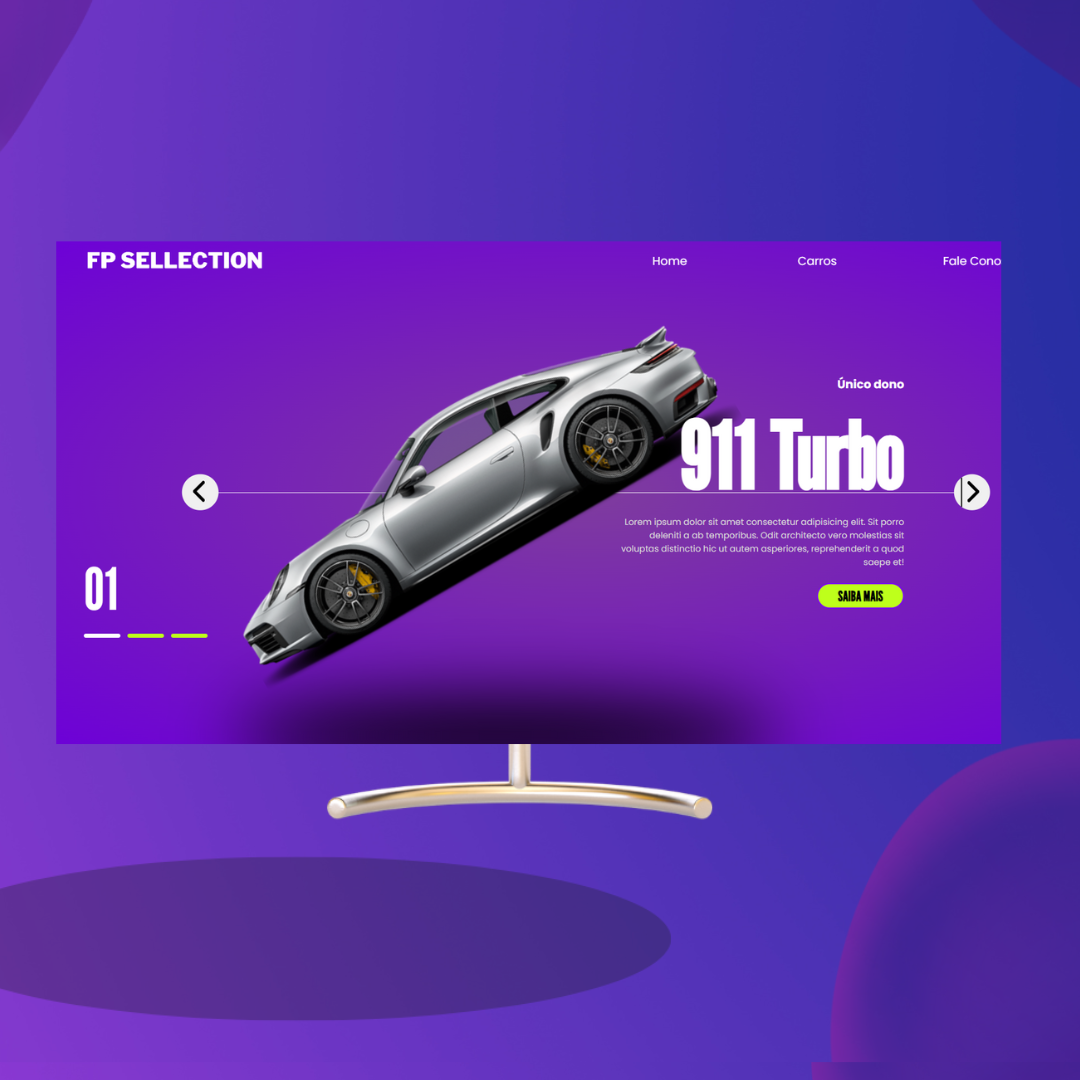 FP SELLECTION
Home Carros Fale Cono
Único dono
911 Turbo
Lorem ipsum dolor sit amet consectetur adipisicing elit. Sit porro
deleniti a ab temporibus. Odit architecto vero molestias sit
voluptas distinctio hic ut autem asperiores, reprehenderit a quod
saepe et!
SAIBA MAIS
01